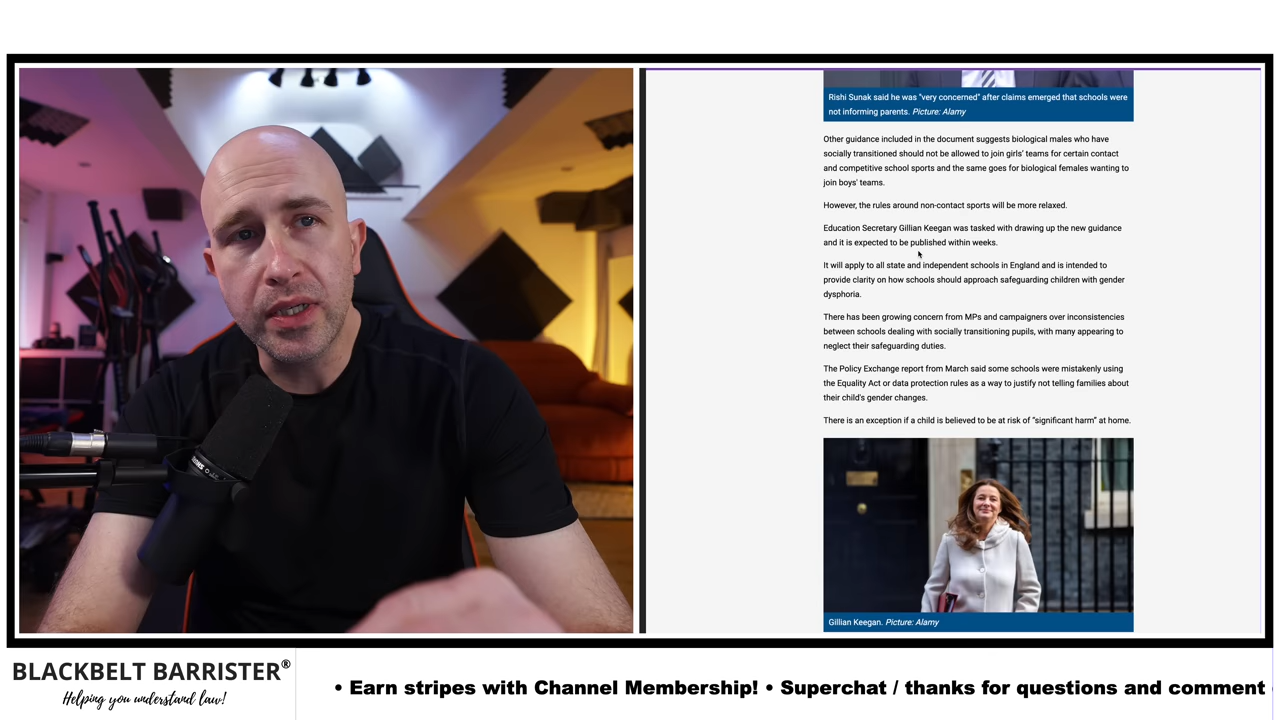 Rishi Sunak said he was "very concerned" after claims emerged that schools were
not informing parents. Picture: Alamy
Other guidance included in the document suggests biological males who have
socially transitioned should not be allowed to join girls' teams for certain contact
and competitive school sports and the same goes for biological females wanting to
join boys' teams.
However, the rules around non-contact sports will be more relaxed.
Education Secretary Gillian Keegan was tasked with drawing up the new guidance
and it is expected to be published within weeks.
It will apply to all state and independent schools in England and is intended to
provide clarity on how schools should approach safeguarding children with gender
dysphoria.
There has been growing concern from MPs and campaigners over inconsistencies
between schools dealing with socially transitioning pupils, with many appearing to
neglect their safeguarding duties.
The Policy Exchange report from March said some schools were mistakenly using
the Equality Act or data protection rules as a way to justify not telling families about
their child's gender changes.
There is an exception if a child is believed to be at risk of "significant harm" at home.
Gillian Keegan. Picture: Alamy
BLACKBELT BARRISTER®
Helping you understand law!
• Earn stripes with Channel Membership! • Superchat / thanks for questions and comment